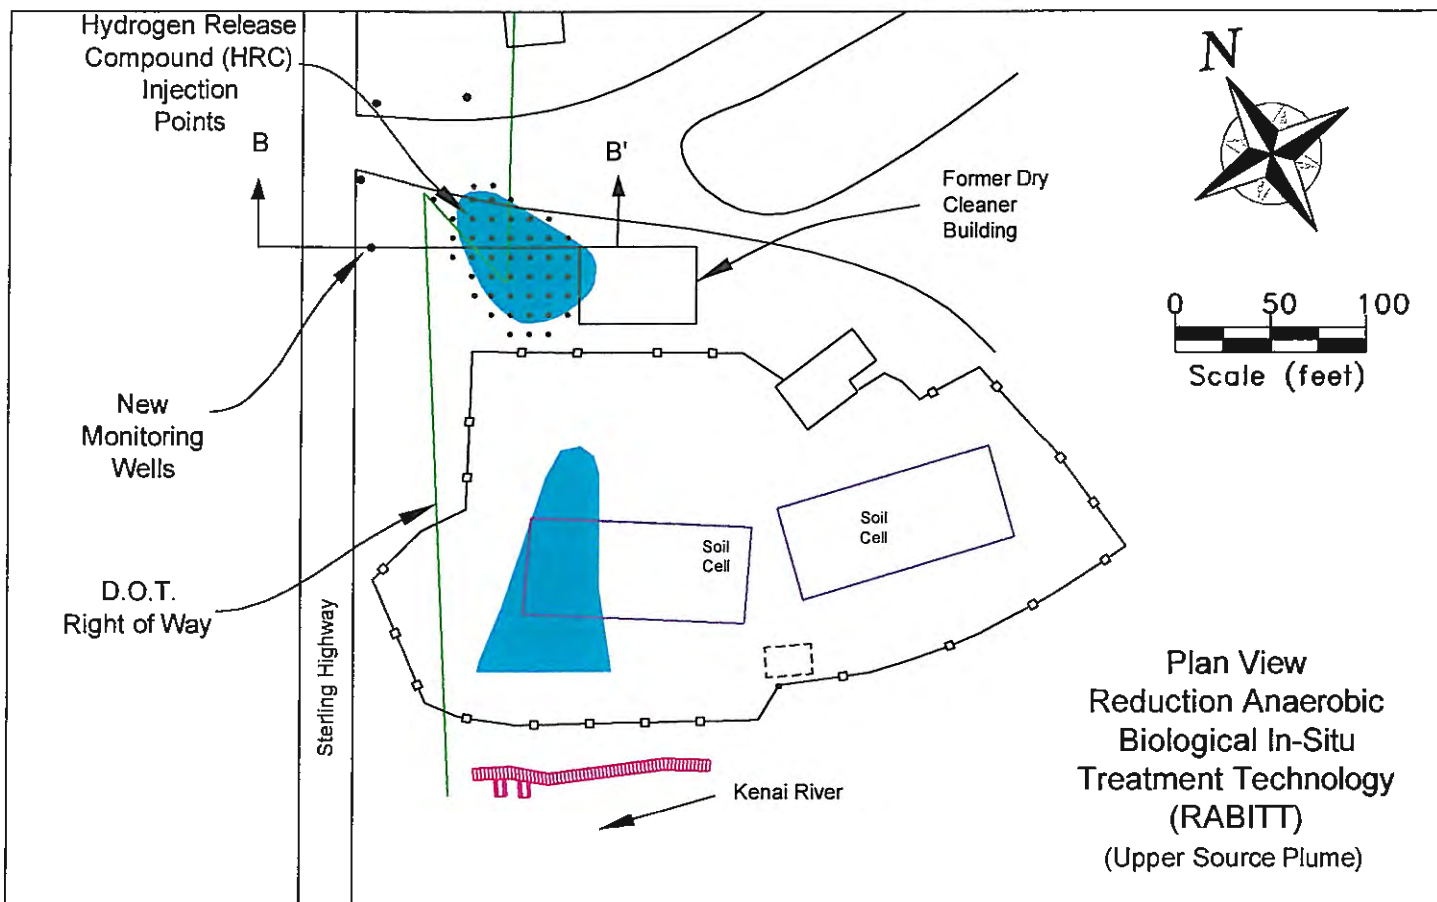 Hydrogen Release
Compound (HRC)
Injection
Points
B
B'
N
Former Dry
Cleaner
Building
0 50 100
Scale (feet)
New
Monitoring
Wells
Soil
Cell
Soil
Cell
D.O.T.
Right of Way
Sterling Highway
Kenai River
Plan View
Reduction Anaerobic
Biological In-Situ
Treatment Technology
(RABITT)
(Upper Source Plume)